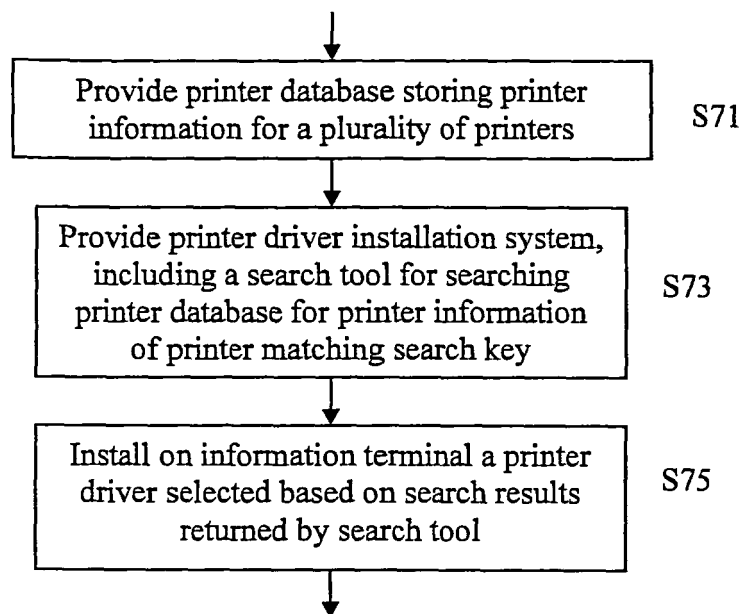 Provide printer database storing printer
information for a plurality of printers
S71
Provide printer driver installation system,
including a search tool for searching
printer database for printer information
of printer matching search key
S73
Install on information terminal a printer
driver selected based on search results
returned by search tool
S75